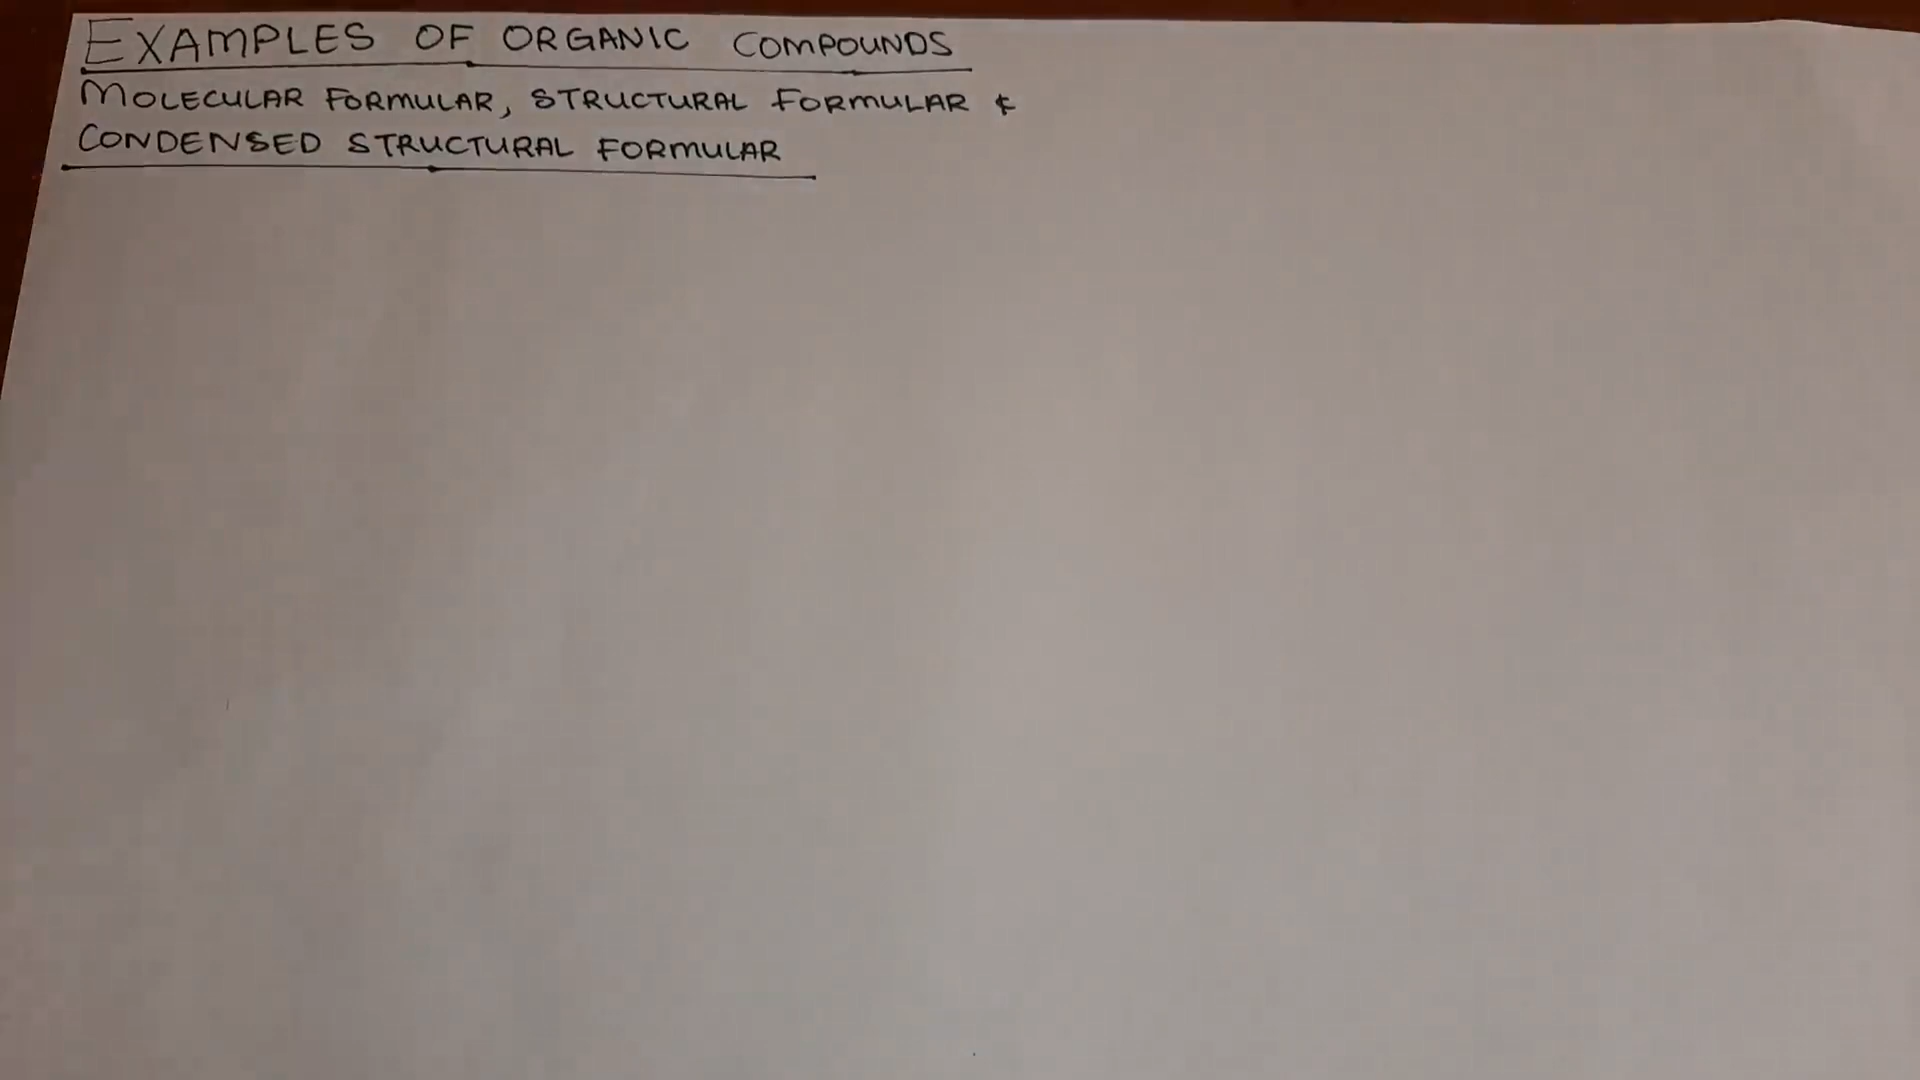 EXAMPLES OF ORGANIC COMPOUNDS
MOLECULAR FORMULAR, STRUCTURAL FORMULAR &
CONDENSED STRUCTURAL FORMULAR